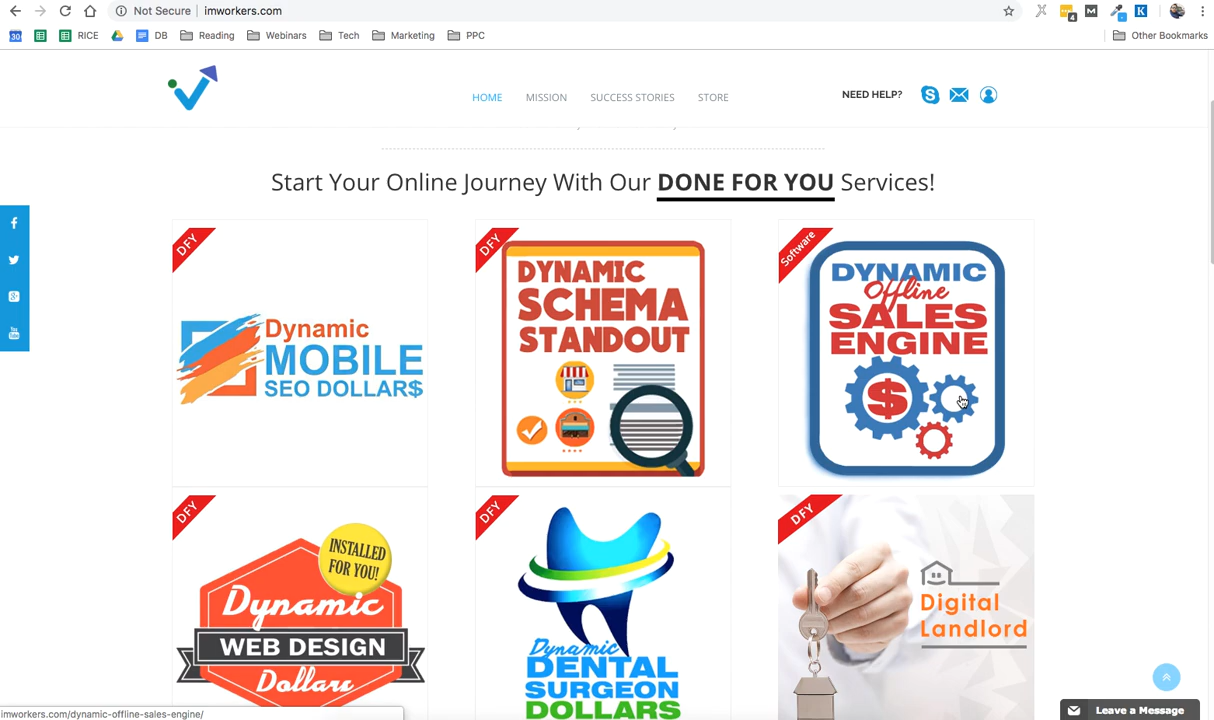 Not Secure | imworkers.com
4
30 RICE DB Reading Webinars Tech Marketing PPC Other Bookmarks
HOME MISSION SUCCESS STORIES STORE NEED HELP?
Start Your Online Journey With Our DONE FOR YOU Services!
DFY
Dynamic
MOBILE
SEO DOLLAR$
DFY
DYNAMIC
SCHEMA
STANDOUT
Software
DYNAMIC
Offline
SALES
ENGINE
$
DFY
INSTALLED
FOR YOU!
Dynamic
WEB DESIGN
Dollars
DFY
Dynamic
DENTAL
SURGEON
DOLLARS
DFY
Digital
Landlord
Leave a Message
imworkers.com/dynamic-offline-sales-engine/